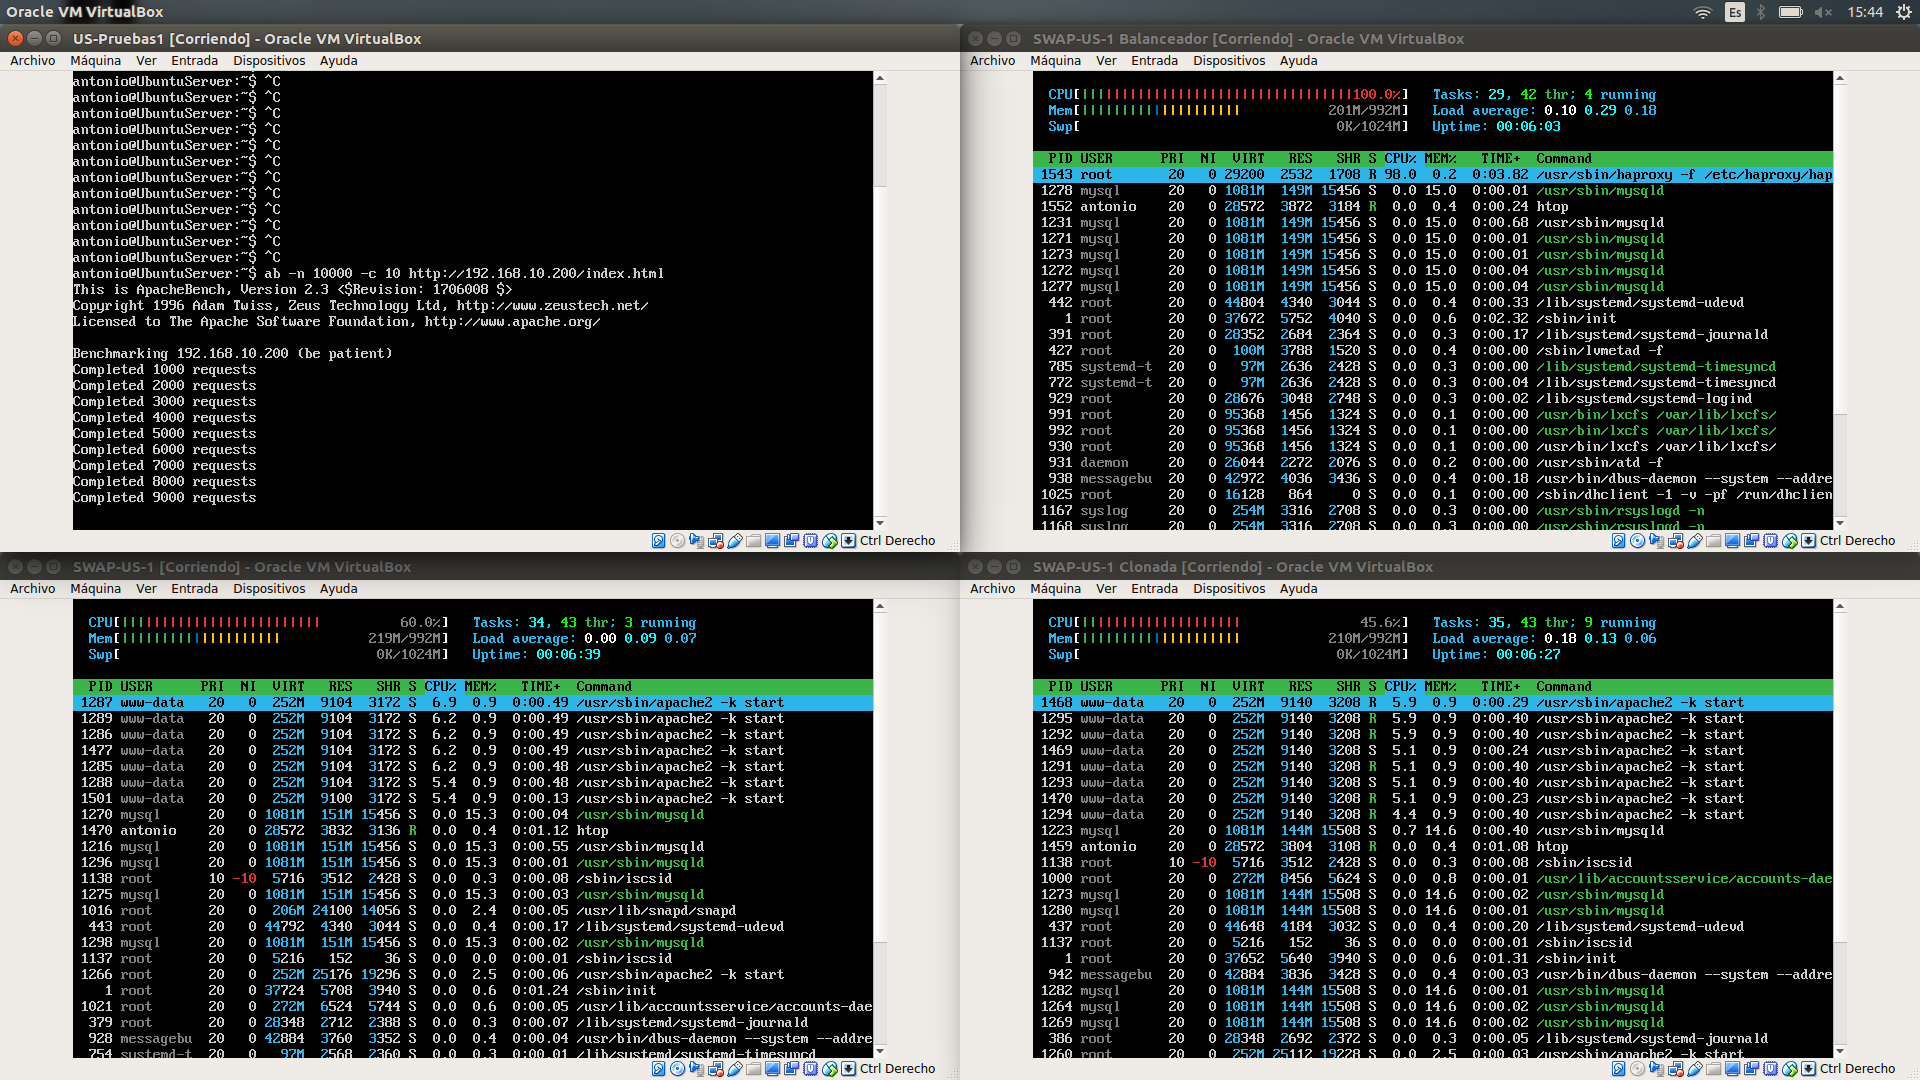 Oracle VM VirtualBox
Es
15:44
US-Pruebas1 [Corriendo] - Oracle VM VirtualBox
Archivo Máquina Ver Entrada Dispositivos Ayuda
antonio@UbuntuServer:~$ ^C
antonio@UbuntuServer:~$ ^C
antonio@UbuntuServer:~$ ^C
antonio@UbuntuServer:~$ ^C
antonio@UbuntuServer:~$ ^C
antonio@UbuntuServer:~$ ^C
antonio@UbuntuServer:~$ ^C
antonio@UbuntuServer:~$ ^C
antonio@UbuntuServer:~$ ^C
antonio@UbuntuServer:~$ ^C
antonio@UbuntuServer:~$ ^C
antonio@UbuntuServer:~$ ^C
antonio@UbuntuServer:~$ ab -n 10000 -c 10 http://192.168.10.200/index.html
This is ApacheBench, Version 2.3 <$Revision: 1706008 $>
Copyright 1996 Adam Twiss, Zeus Technology Ltd, http://www.zeustech.net/
Licensed to The Apache Software Foundation, http://www.apache.org/
Benchmarking 192.168.10.200 (be patient)
Completed 1000 requests
Completed 2000 requests
Completed 3000 requests
Completed 4000 requests
Completed 5000 requests
Completed 6000 requests
Completed 7000 requests
Completed 8000 requests
Completed 9000 requests
Ctrl Derecho
SWAP-US-1 Balanceador [Corriendo] - Oracle VM VirtualBox
Archivo Máquina Ver Entrada Dispositivos Ayuda
CPU[100.0%] Tasks: 29, 42 thr; 4 running
Mem[201M/992M] Load average: 0.10 0.29 0.18
Swp[0K/1024M] Uptime: 00:06:03
PID USER PRI NI VIRT RES SHR S CPU% MEM% TIME+ Command
1543 root 20 0 29200 2532 1708 R 98.0 0.2 0:03.82 /usr/sbin/haproxy -f /etc/haproxy/hap
1278 mysql 20 0 1081M 149M 15456 S 0.0 15.0 0:00.01 /usr/sbin/mysqld
1552 antonio 20 0 28572 3872 3184 R 0.0 0.4 0:00.24 htop
1231 mysql 20 0 1081M 149M 15456 S 0.0 15.0 0:00.68 /usr/sbin/mysqld
1271 mysql 20 0 1081M 149M 15456 S 0.0 15.0 0:00.01 /usr/sbin/mysqld
1273 mysql 20 0 1081M 149M 15456 S 0.0 15.0 0:00.01 /usr/sbin/mysqld
1272 mysql 20 0 1081M 149M 15456 S 0.0 15.0 0:00.04 /usr/sbin/mysqld
1277 mysql 20 0 1081M 149M 15456 S 0.0 15.0 0:00.04 /usr/sbin/mysqld
442 root 20 0 44804 4340 3044 S 0.0 0.4 0:00.33 /lib/systemd/systemd-udevd
1 root 20 0 37672 5752 4040 S 0.0 0.6 0:02.32 /sbin/init
391 root 20 0 28352 2684 2364 S 0.0 0.3 0:00.17 /lib/systemd/systemd-journald
427 root 20 0 100M 3788 1520 S 0.0 0.4 0:00.00 /sbin/lvmetad -f
785 systemd-t 20 0 97M 2636 2428 S 0.0 0.3 0:00.00 /lib/systemd/systemd-timesyncd
772 systemd-t 20 0 97M 2636 2428 S 0.0 0.3 0:00.04 /lib/systemd/systemd-timesyncd
929 root 20 0 28676 3048 2748 S 0.0 0.3 0:00.02 /lib/systemd/systemd-logind
991 root 20 0 95368 1456 1324 S 0.0 0.1 0:00.00 /usr/bin/lxcfs /var/lib/lxcfs/
992 root 20 0 95368 1456 1324 S 0.0 0.1 0:00.00 /usr/bin/lxcfs /var/lib/lxcfs/
930 root 20 0 95368 1456 1324 S 0.0 0.1 0:00.00 /usr/bin/lxcfs /var/lib/lxcfs/
931 daemon 20 0 26044 2272 2076 S 0.0 0.2 0:00.00 /usr/sbin/atd -f
938 messagebu 20 0 42972 4036 3436 S 0.0 0.4 0:00.18 /usr/bin/dbus-daemon --system --addre
1025 root 20 0 16128 864 0 S 0.0 0.1 0:00.00 /sbin/dhclient -1 -v -pf /run/dhclien
1167 syslog 20 0 254M 3316 2708 S 0.0 0.3 0:00.00 /usr/sbin/rsyslogd -n
1168 syslog 20 0 254M 3316 2708 S 0.0 0.3 0:00.00 /usr/sbin/rsyslogd -n
Ctrl Derecho
SWAP-US-1 [Corriendo] - Oracle VM VirtualBox
Archivo Máquina Ver Entrada Dispositivos Ayuda
CPU[60.0%] Tasks: 34, 43 thr; 3 running
Mem[219M/992M] Load average: 0.00 0.09 0.07
Swp[0K/1024M] Uptime: 00:06:39
PID USER PRI NI VIRT RES SHR S CPU% MEM% TIME+ Command
1287 www-data 20 0 252M 9104 3172 S 6.9 0.9 0:00.49 /usr/sbin/apache2 -k start
1289 www-data 20 0 252M 9104 3172 S 6.2 0.9 0:00.49 /usr/sbin/apache2 -k start
1286 www-data 20 0 252M 9104 3172 S 6.2 0.9 0:00.49 /usr/sbin/apache2 -k start
1477 www-data 20 0 252M 9104 3172 S 6.2 0.9 0:00.49 /usr/sbin/apache2 -k start
1285 www-data 20 0 252M 9104 3172 S 6.2 0.9 0:00.48 /usr/sbin/apache2 -k start
1288 www-data 20 0 252M 9104 3172 S 5.4 0.9 0:00.48 /usr/sbin/apache2 -k start
1501 www-data 20 0 252M 9100 3172 S 5.4 0.9 0:00.13 /usr/sbin/apache2 -k start
1270 mysql 20 0 1081M 151M 15456 S 0.0 15.3 0:00.04 /usr/sbin/mysqld
1470 antonio 20 0 28572 3832 3136 R 0.0 0.4 0:01.12 htop
1216 mysql 20 0 1081M 151M 15456 S 0.0 15.3 0:00.55 /usr/sbin/mysqld
1296 mysql 20 0 1081M 151M 15456 S 0.0 15.3 0:00.01 /usr/sbin/mysqld
1138 root 10 -10 5716 3512 2428 S 0.0 0.3 0:00.08 /sbin/iscsid
1275 mysql 20 0 1081M 151M 15456 S 0.0 15.3 0:00.03 /usr/sbin/mysqld
1016 root 20 0 206M 24100 14056 S 0.0 2.4 0:00.05 /usr/lib/snapd/snapd
443 root 20 0 44792 4340 3044 S 0.0 0.4 0:00.17 /lib/systemd/systemd-udevd
1298 mysql 20 0 1081M 151M 15456 S 0.0 15.3 0:00.02 /usr/sbin/mysqld
1137 root 20 0 5216 152 36 S 0.0 0.0 0:00.01 /sbin/iscsid
1266 root 20 0 252M 25176 19296 S 0.0 2.5 0:00.06 /usr/sbin/apache2 -k start
1 root 20 0 37724 5708 3940 S 0.0 0.6 0:01.24 /sbin/init
1021 root 20 0 272M 6524 5744 S 0.0 0.6 0:00.05 /usr/lib/accountsservice/accounts-dae
379 root 20 0 28348 2712 2388 S 0.0 0.3 0:00.07 /lib/systemd/systemd-journald
928 messagebu 20 0 42884 3760 3352 S 0.0 0.4 0:00.04 /usr/bin/dbus-daemon --system --addre
754 systemd-t 20 0 97M 2568 2360 S 0.0 0.3 0:00.01 /lib/systemd/systemd-timesyncd
Ctrl Derecho
SWAP-US-1 Clonada [Corriendo] - Oracle VM VirtualBox
Archivo Máquina Ver Entrada Dispositivos Ayuda
CPU[45.6%] Tasks: 35, 43 thr; 9 running
Mem[210M/992M] Load average: 0.18 0.13 0.06
Swp[0K/1024M] Uptime: 00:06:27
PID USER PRI NI VIRT RES SHR S CPU% MEM% TIME+ Command
1468 www-data 20 0 252M 9140 3208 R 5.9 0.9 0:00.29 /usr/sbin/apache2 -k start
1295 www-data 20 0 252M 9140 3208 R 5.9 0.9 0:00.40 /usr/sbin/apache2 -k start
1292 www-data 20 0 252M 9140 3208 R 5.9 0.9 0:00.40 /usr/sbin/apache2 -k start
1469 www-data 20 0 252M 9140 3208 S 5.1 0.9 0:00.24 /usr/sbin/apache2 -k start
1291 www-data 20 0 252M 9140 3208 R 5.1 0.9 0:00.40 /usr/sbin/apache2 -k start
1293 www-data 20 0 252M 9140 3208 S 5.1 0.9 0:00.40 /usr/sbin/apache2 -k start
1470 www-data 20 0 252M 9140 3208 R 5.1 0.9 0:00.23 /usr/sbin/apache2 -k start
1294 www-data 20 0 252M 9140 3208 R 4.4 0.9 0:00.40 /usr/sbin/apache2 -k start
1223 mysql 20 0 1081M 144M 15508 S 0.7 14.6 0:00.40 /usr/sbin/mysqld
1459 antonio 20 0 28572 3804 3108 R 0.0 0.4 0:01.08 htop
1138 root 10 -10 5716 3512 2428 S 0.0 0.3 0:00.08 /sbin/iscsid
1000 root 20 0 272M 8456 5624 S 0.0 0.8 0:00.01 /usr/lib/accountsservice/accounts-dae
1273 mysql 20 0 1081M 144M 15508 S 0.0 14.6 0:00.02 /usr/sbin/mysqld
1280 mysql 20 0 1081M 144M 15508 S 0.0 14.6 0:00.01 /usr/sbin/mysqld
437 root 20 0 44648 4184 3032 S 0.0 0.4 0:00.20 /lib/systemd/systemd-udevd
1137 root 20 0 5216 152 36 S 0.0 0.0 0:00.01 /sbin/iscsid
1 root 20 0 37652 5640 3940 S 0.0 0.6 0:01.31 /sbin/init
942 messagebu 20 0 42884 3836 3428 S 0.0 0.4 0:00.03 /usr/bin/dbus-daemon --system --addre
1282 mysql 20 0 1081M 144M 15508 S 0.0 14.6 0:00.01 /usr/sbin/mysqld
1264 mysql 20 0 1081M 144M 15508 S 0.0 14.6 0:00.02 /usr/sbin/mysqld
1269 mysql 20 0 1081M 144M 15508 S 0.0 14.6 0:00.02 /usr/sbin/mysqld
386 root 20 0 28348 2692 2372 S 0.0 0.3 0:00.05 /lib/systemd/systemd-journald
1260 root 20 0 252M 25112 19228 S 0.0 2.5 0:00.03 /usr/sbin/apache2 -k start
Ctrl Derecho